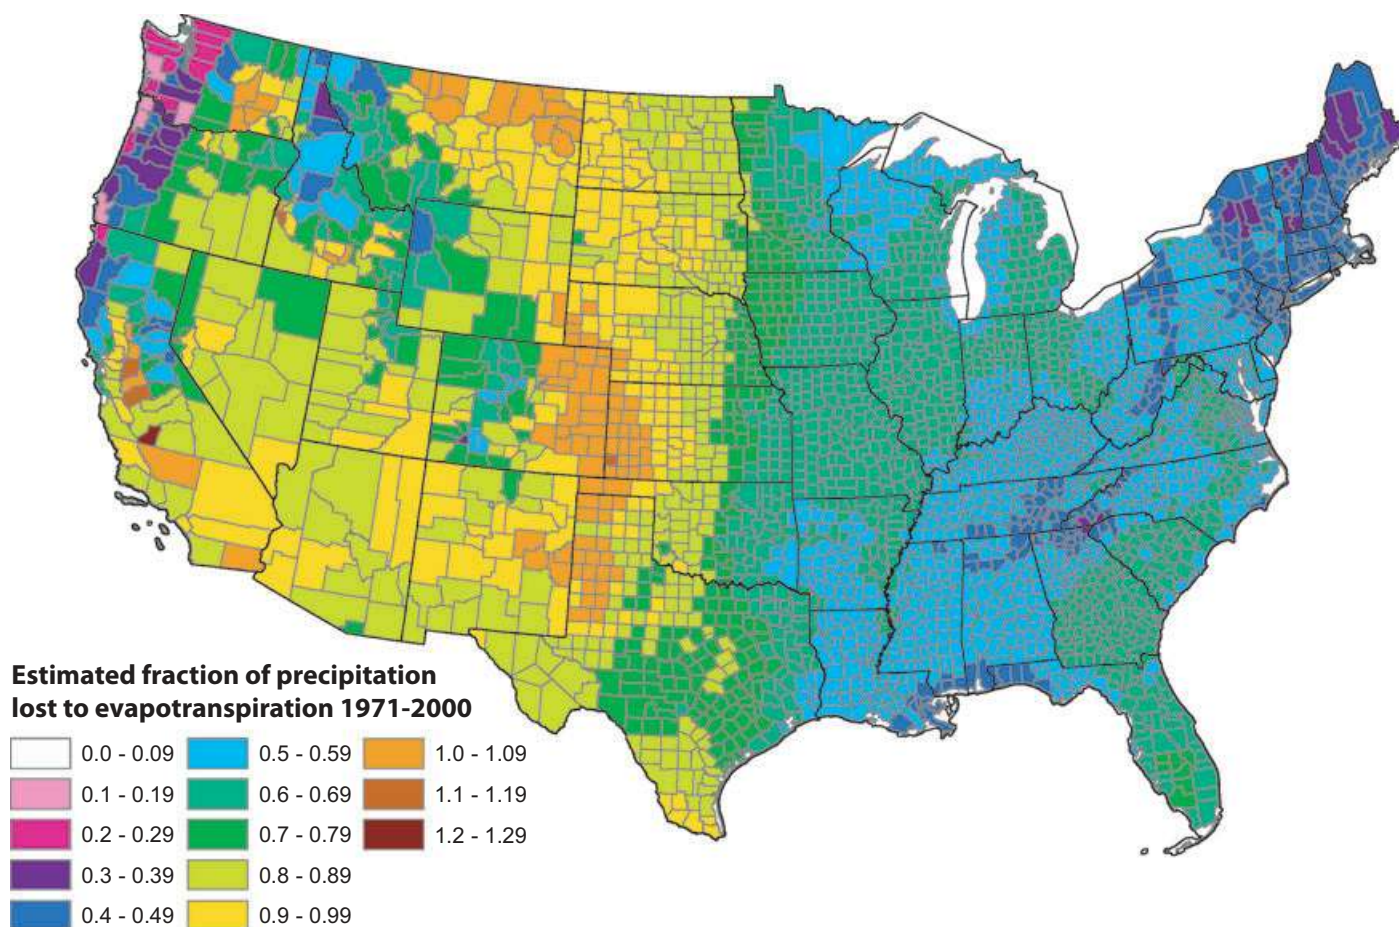 Estimated fraction of precipitation
lost to evapotranspiration 1971-2000
0.0 - 0.09
0.1 - 0.19
0.2 - 0.29
0.3 - 0.39
0.4 - 0.49
0.5 - 0.59
0.6 - 0.69
0.7 - 0.79
0.8 - 0.89
0.9 - 0.99
1.0 - 1.09
1.1 - 1.19
1.2 - 1.29